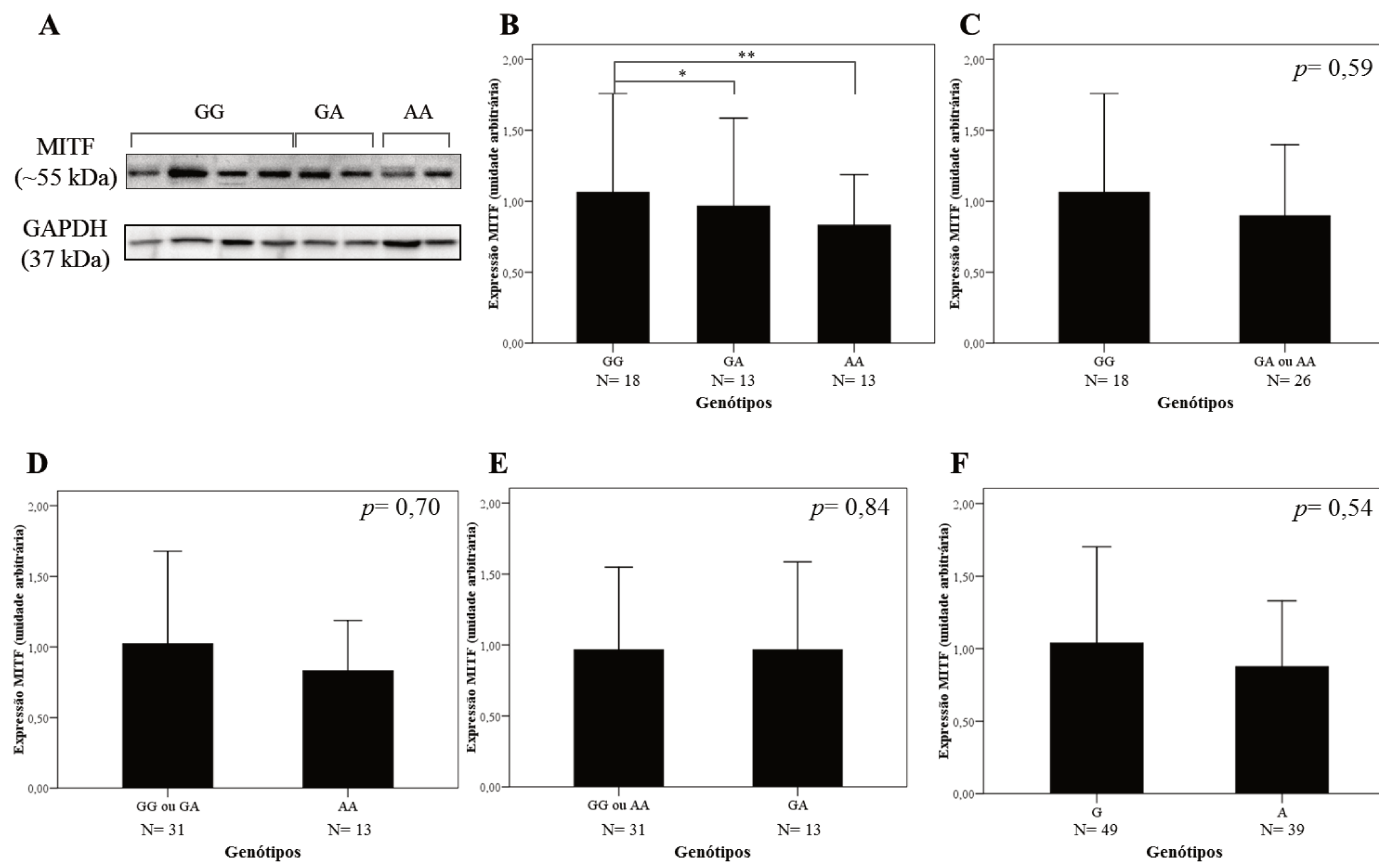 A
GG GA AA
MITF
(~55 kDa)
GAPDH
(37 kDa)
B
Expressão MITF (unidade arbitrária)
2,00
1,50
1,00
0,50
0,00
*
**
GG GA AA
N= 18 N= 13 N= 13
Genótipos
C
p= 0,59
Expressão MITF (unidade arbitrária)
2,00
1,50
1,00
0,50
0,00
GG GA ou AA
N= 18 N= 26
Genótipos
D
p= 0,70
Expressão MITF (unidade arbitrária)
2,00
1,50
1,00
0,50
0,00
GG ou GA AA
N= 31 N= 13
Genótipos
E
p= 0,84
Expressão MITF (unidade arbitrária)
2,00
1,50
1,00
0,50
0,00
GG ou AA GA
N= 31 N= 13
Genótipos
F
p= 0,54
Expressão MITF (unidade arbitrária)
2,00
1,50
1,00
0,50
0,00
G A
N= 49 N= 39
Genótipos